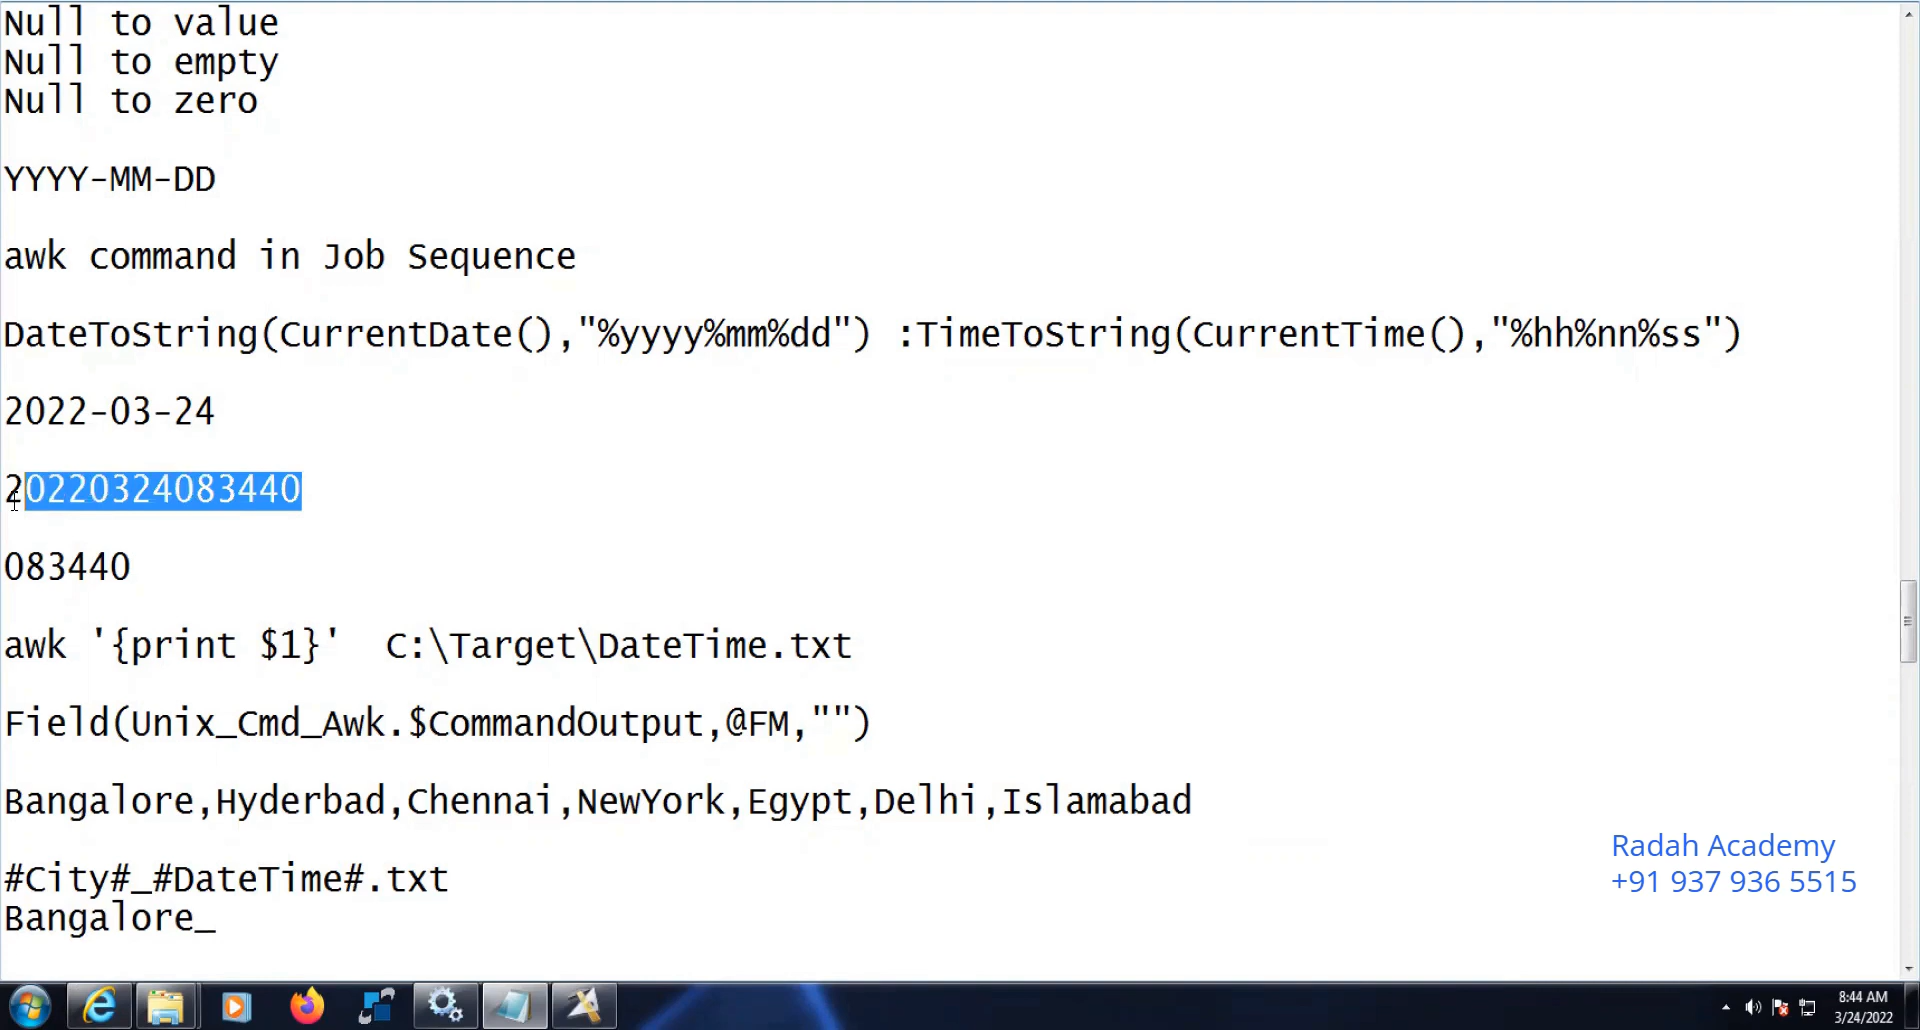 Null to value
Null to empty
Null to zero
YYYY-MM-DD
awk command in Job Sequence
DateToString(CurrentDate(),"%yyyy%mm%dd") :TimeToString(CurrentTime(),"%hh%nn%ss")
2022-03-24
20220324083440
083440
awk '{print $1}'  C:\Target\DateTime.txt
Field(Unix_Cmd_Awk.$CommandOutput,@FM,"")
Bangalore,Hyderbad,Chennai,NewYork,Egypt,Delhi,Islamabad
#City#_#DateTime#.txt
Bangalore_
Radah Academy
+91 937 936 5515
8:44 AM
3/24/2022